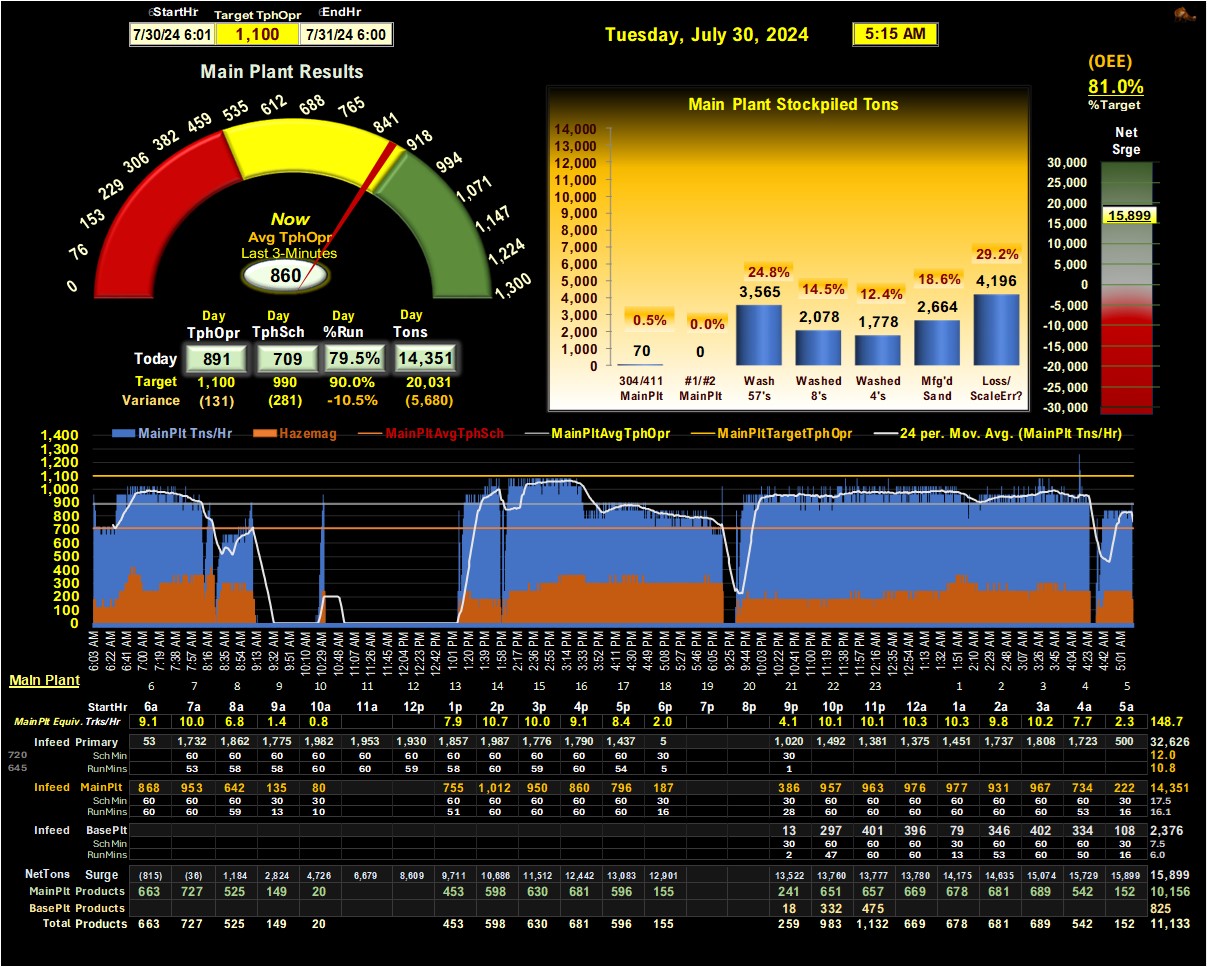 6StartHr Target TphOpr 6EndHr
7/30/24 6:01 1,100 7/31/24 6:00
Tuesday, July 30, 2024 5:15 AM
(OEE)
81.0%
%Target
Main Plant Results
0 76 153 229 306 382 459 535 612 688 765 841 918 994 1,071 1,147 1,224 1,300
Now
Avg TphOpr
Last 3-Minutes
860
Day Day Day Day
TphOpr TphSch %Run Tons
Today 891 709 79.5% 14,351
Target 1,100 990 90.0% 20,031
Variance (131) (281) -10.5% (5,680)
Main Plant Stockpiled Tons
14,000
13,000
12,000
11,000
10,000
9,000
8,000
7,000
6,000
5,000
4,000
3,000
2,000
1,000
0
0.5% 0.0% 24.8% 14.5% 12.4% 18.6% 29.2%
70 0 3,565 2,078 1,778 2,664 4,196
304/411 #1/#2 Wash Washed Washed Mfg'd Loss/
MainPlt MainPlt 57's 8's 4's Sand ScaleErr?
Net
Srge
30,000
25,000
20,000
15,000
10,000
5,000
0
-5,000
-10,000
-15,000
-20,000
-25,000
-30,000
15,899
MainPlt Tns/Hr Hazemag MainPltAvgTphSch MainPltAvgTphOpr MainPltTargetTphOpr 24 per. Mov. Avg. (MainPlt Tns/Hr)
1,400
1,300
1,200
1,100
1,000
900
800
700
600
500
400
300
200
100
0
6:03 AM 6:22 AM 6:41 AM 7:00 AM 7:19 AM 7:38 AM 7:57 AM 8:16 AM 8:35 AM 8:54 AM 9:13 AM 9:32 AM 9:51 AM 10:10 AM 10:29 AM 10:48 AM 11:07 AM 11:26 AM 11:45 AM 12:04 PM 12:23 PM 12:42 PM 1:01 PM 1:20 PM 1:39 PM 1:58 PM 2:17 PM 2:36 PM 2:55 PM 3:14 PM 3:33 PM 3:52 PM 4:11 PM 4:30 PM 4:49 PM 5:08 PM 5:27 PM 5:46 PM 6:05 PM 9:25 PM 9:44 PM 10:03 PM 10:22 PM 10:41 PM 11:00 PM 11:19 PM 11:38 PM 11:57 PM 12:16 AM 12:35 AM 12:54 AM 1:13 AM 1:32 AM 1:51 AM 2:10 AM 2:29 AM 2:48 AM 3:07 AM 3:26 AM 3:45 AM 4:04 AM 4:23 AM 4:42 AM 5:01 AM
Main Plant
6 7 8 9 10 11 12 13 14 15 16 17 18 19 20 21 22 23 1 2 3 4 5
StartHr 6a 7a 8a 9a 10a 11a 12p 1p 2p 3p 4p 5p 6p 7p 8p 9p 10p 11p 12a 1a 2a 3a 4a 5a
MainPlt Equiv. Trks/Hr 9.1 10.0 6.8 1.4 0.8 7.9 10.7 10.0 9.1 8.4 2.0 4.1 10.1 10.1 10.3 10.3 9.8 10.2 7.7 2.3 148.7
Infeed Primary 53 1,732 1,862 1,775 1,982 1,953 1,930 1,857 1,987 1,776 1,790 1,437 5 1,020 1,492 1,381 1,375 1,451 1,737 1,808 1,723 500 32,626
720 SchMin 60 60 60 60 60 60 60 60 60 60 60 30 30 12.0
645 RunMins 53 58 58 60 60 59 58 60 59 60 54 5 1 10.8
Infeed MainPlt 868 953 642 135 80 755 1,012 950 860 796 187 386 957 963 976 977 931 967 734 222 14,351
SchMin 60 60 60 30 30 60 60 60 60 60 30 30 60 60 60 60 60 60 60 30 17.5
RunMins 60 60 59 13 10 51 60 60 60 60 16 28 60 60 60 60 60 60 53 16 16.1
Infeed BasePlt 13 297 401 396 79 346 402 334 108 2,376
SchMin 30 60 60 60 30 60 60 60 30 7.5
RunMins 2 47 60 60 13 53 60 50 16 6.0
NetTons Surge (815) (36) 1,184 2,824 4,726 6,679 8,609 9,711 10,686 11,512 12,442 13,083 12,901 13,522 13,760 13,777 13,780 14,175 14,635 15,074 15,729 15,899 15,899
MainPlt Products 663 727 525 149 20 453 598 630 681 596 155 241 651 657 669 678 681 689 542 152 10,156
BasePlt Products 18 332 475 825
Total Products 663 727 525 149 20 453 598 630 681 596 155 259 983 1,132 669 678 681 689 542 152 11,133